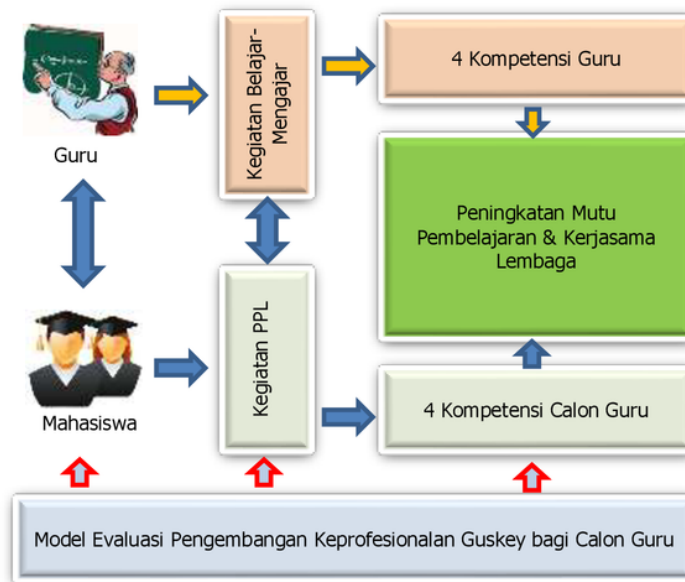 Guru
Kegiatan Belajar-
Mengajar
4 Kompetensi Guru
Peningkatan Mutu
Pembelajaran & Kerjasama
Lembaga
Mahasiswa
Kegiatan PPL
4 Kompetensi Calon Guru
Model Evaluasi Pengembangan Keprofesionalan Guskey bagi Calon Guru